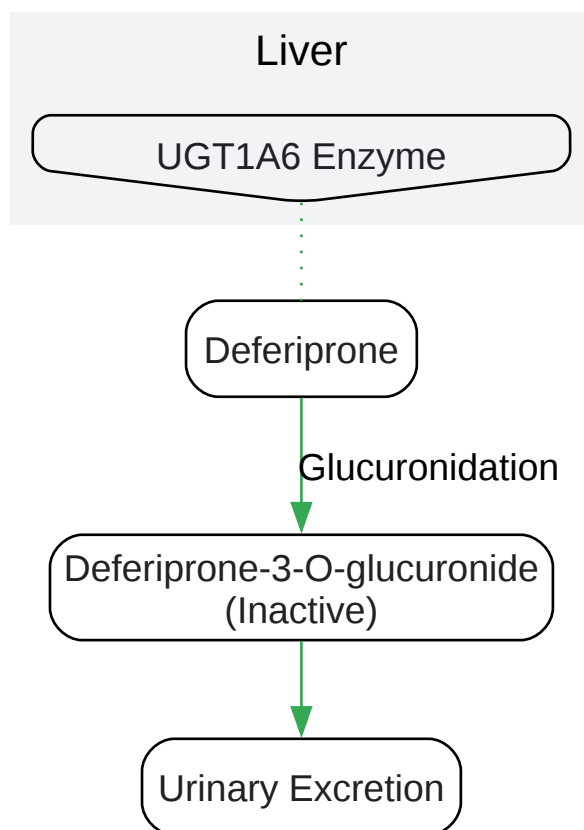 Liver
UGT1A6 Enzyme
Deferiprone
Glucuronidation
Deferiprone-3-O-glucuronide
(Inactive)
Urinary Excretion